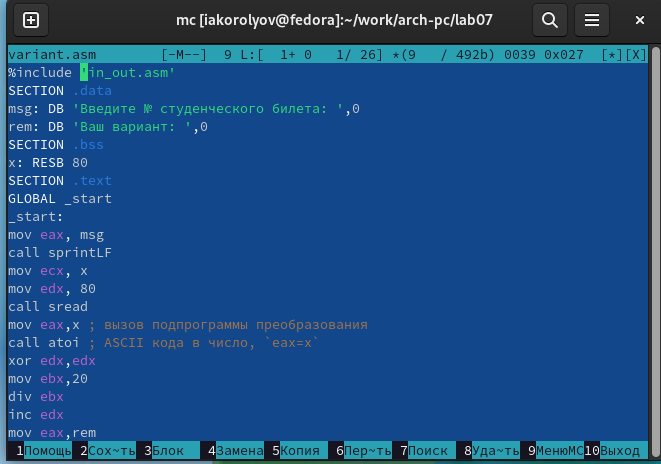 mc [iakorolyov@fedora]:~/work/arch-pc/lab07
variant.asm [-M--] 9 L:[ 1+ 0 1/ 26] *(9 / 492b) 0039 0x027 [*][X]
%include 'in_out.asm'
SECTION .data
msg: DB 'Введите № студенческого билета: ',0
rem: DB 'Ваш вариант: ',0
SECTION .bss
x: RESB 80
SECTION .text
GLOBAL _start
_start:
mov eax, msg
call sprintLF
mov ecx, x
mov edx, 80
call sread
mov eax,x ; вызов подпрограммы преобразования
call atoi ; ASCII кода в число, `eax=x`
xor edx,edx
mov ebx,20
div ebx
inc edx
mov eax,rem
1Помощь 2Сох~ть 3Блок 4Замена 5Копия 6Пер~ть 7Поиск 8Уда~ть 9МенюMC 10Выход